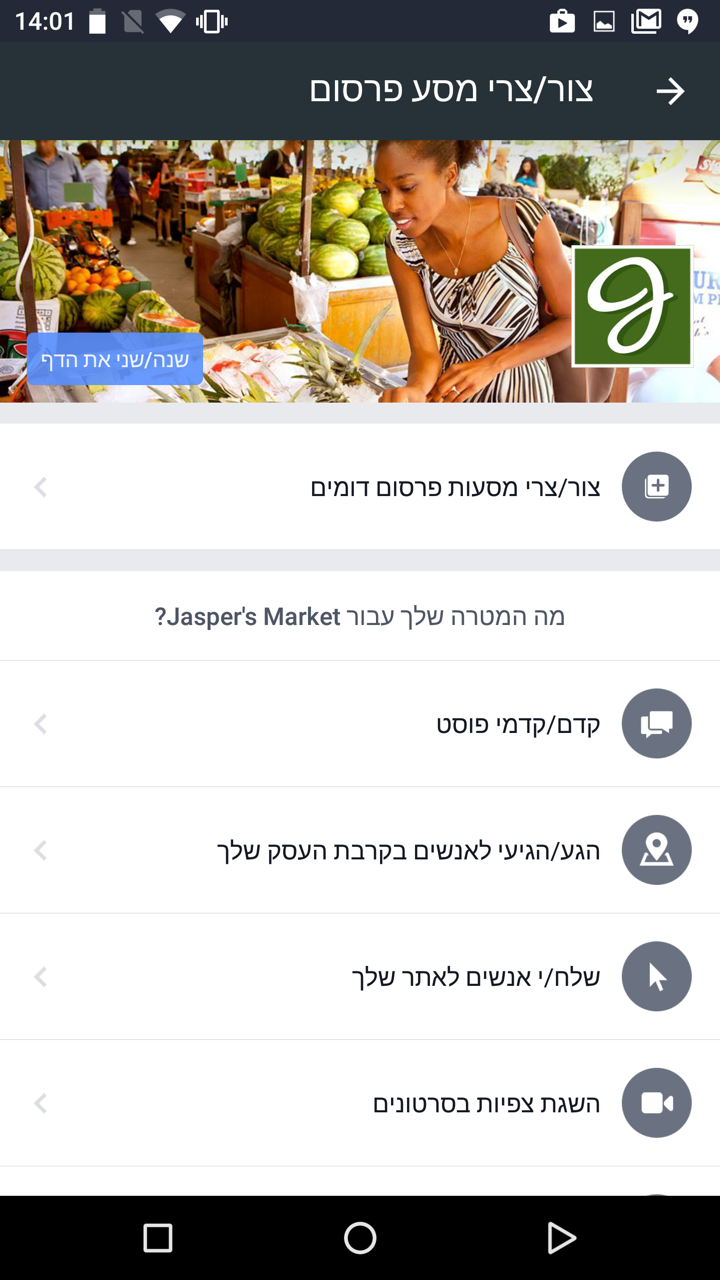 14:01
צור/צרי מסע פרסום
שנה/שני את הדף
צור/צרי מסעות פרסום דומים
מה המטרה שלך עבור Jasper's Market?
קדם/קדמי פוסט
הגע/הגיעי לאנשים בקרבת העסק שלך
שלח/י אנשים לאתר שלך
השגת צפיות בסרטונים